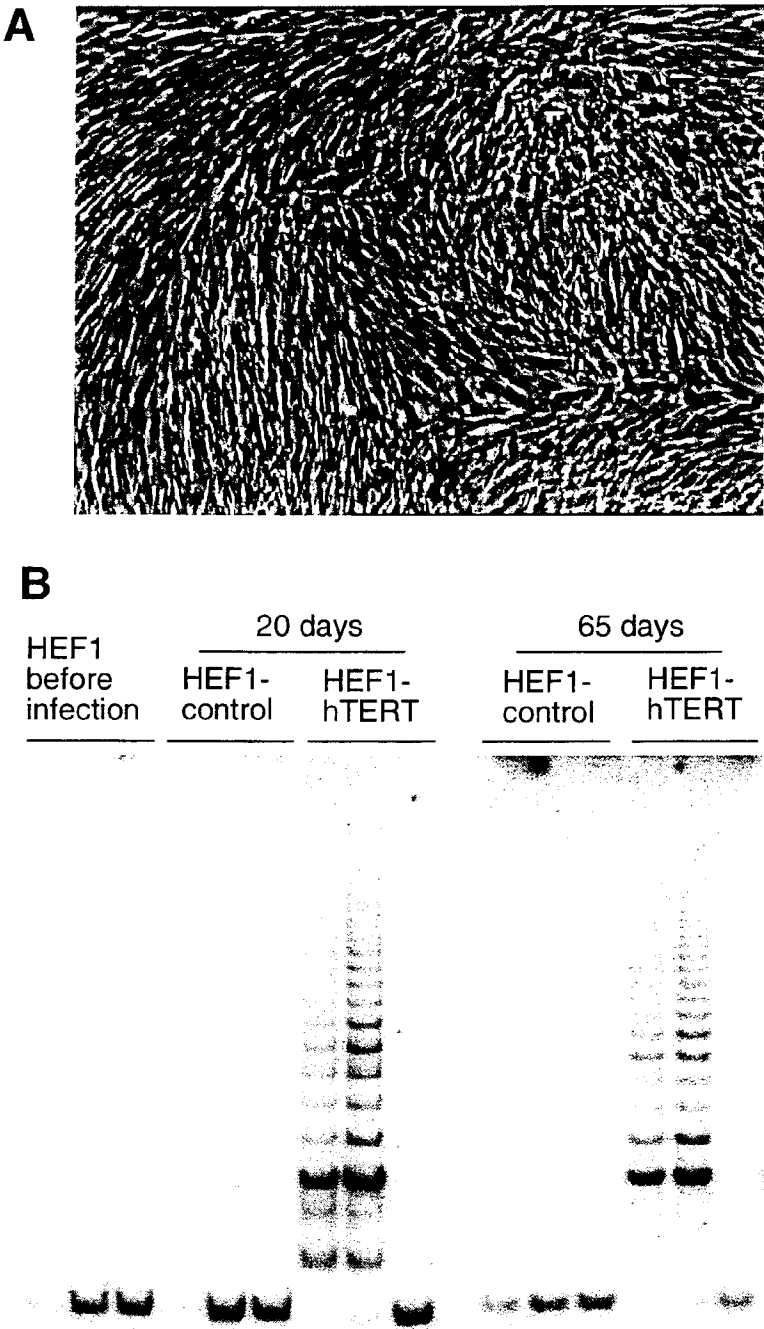 A
B
20 days
65 days
HEF1
before
infection
HEF1-
control
HEF1-
hTERT
HEF1-
control
HEF1-
hTERT